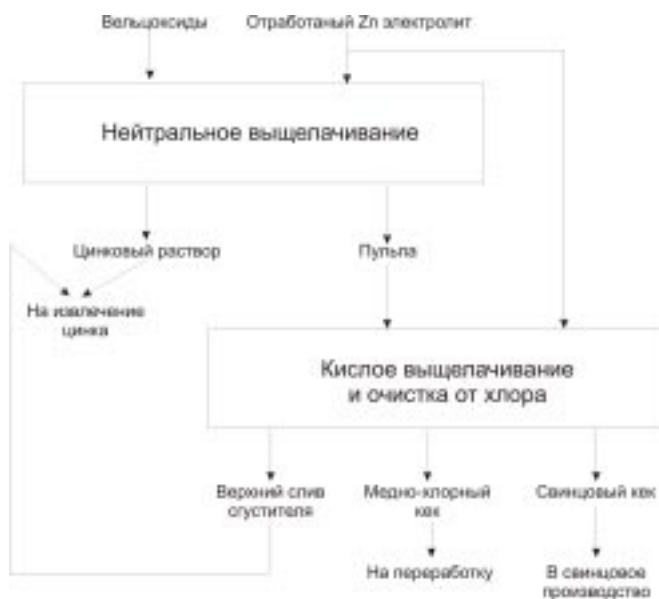 Вельцоксиды
Отработаный Zn электролит
Нейтральное выщелачивание
Цинковый раствор
Пульпа
На извлечение
цинка
Кислое выщелачивание
и очистка от хлора
Верхний слив
сгустителя
Медно-хлорный
кек
Свинцовый кек
На переработку
В свинцовое
производство